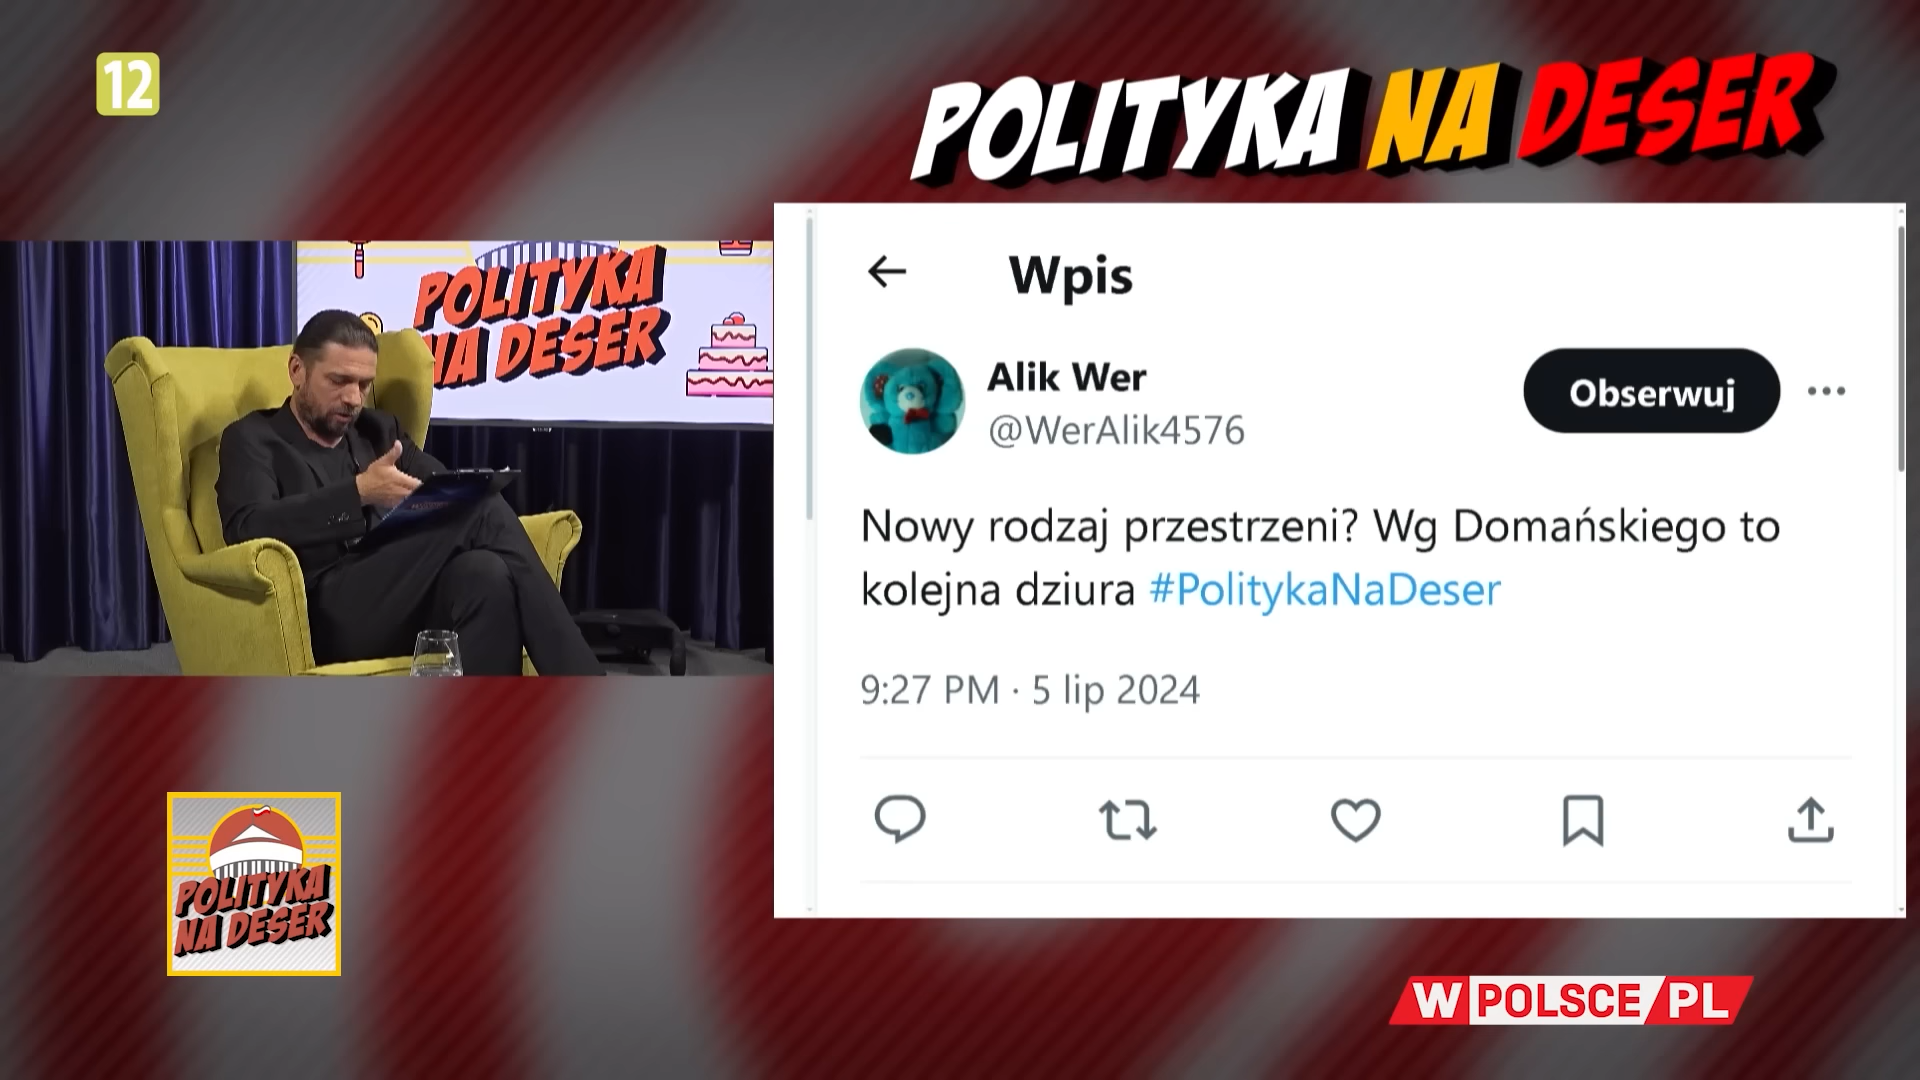 12
POLITYKA NA DESER
POLITYKA
NA DESER
Wpis
Alik Wer
@WerAlik4576
Obserwuj
Nowy rodzaj przestrzeni? Wg Domańskiego to
kolejna dziura #PolitykaNaDeser
9:27 PM · 5 lip 2024
POLITYKA
NA DESER
W POLSCE/PL